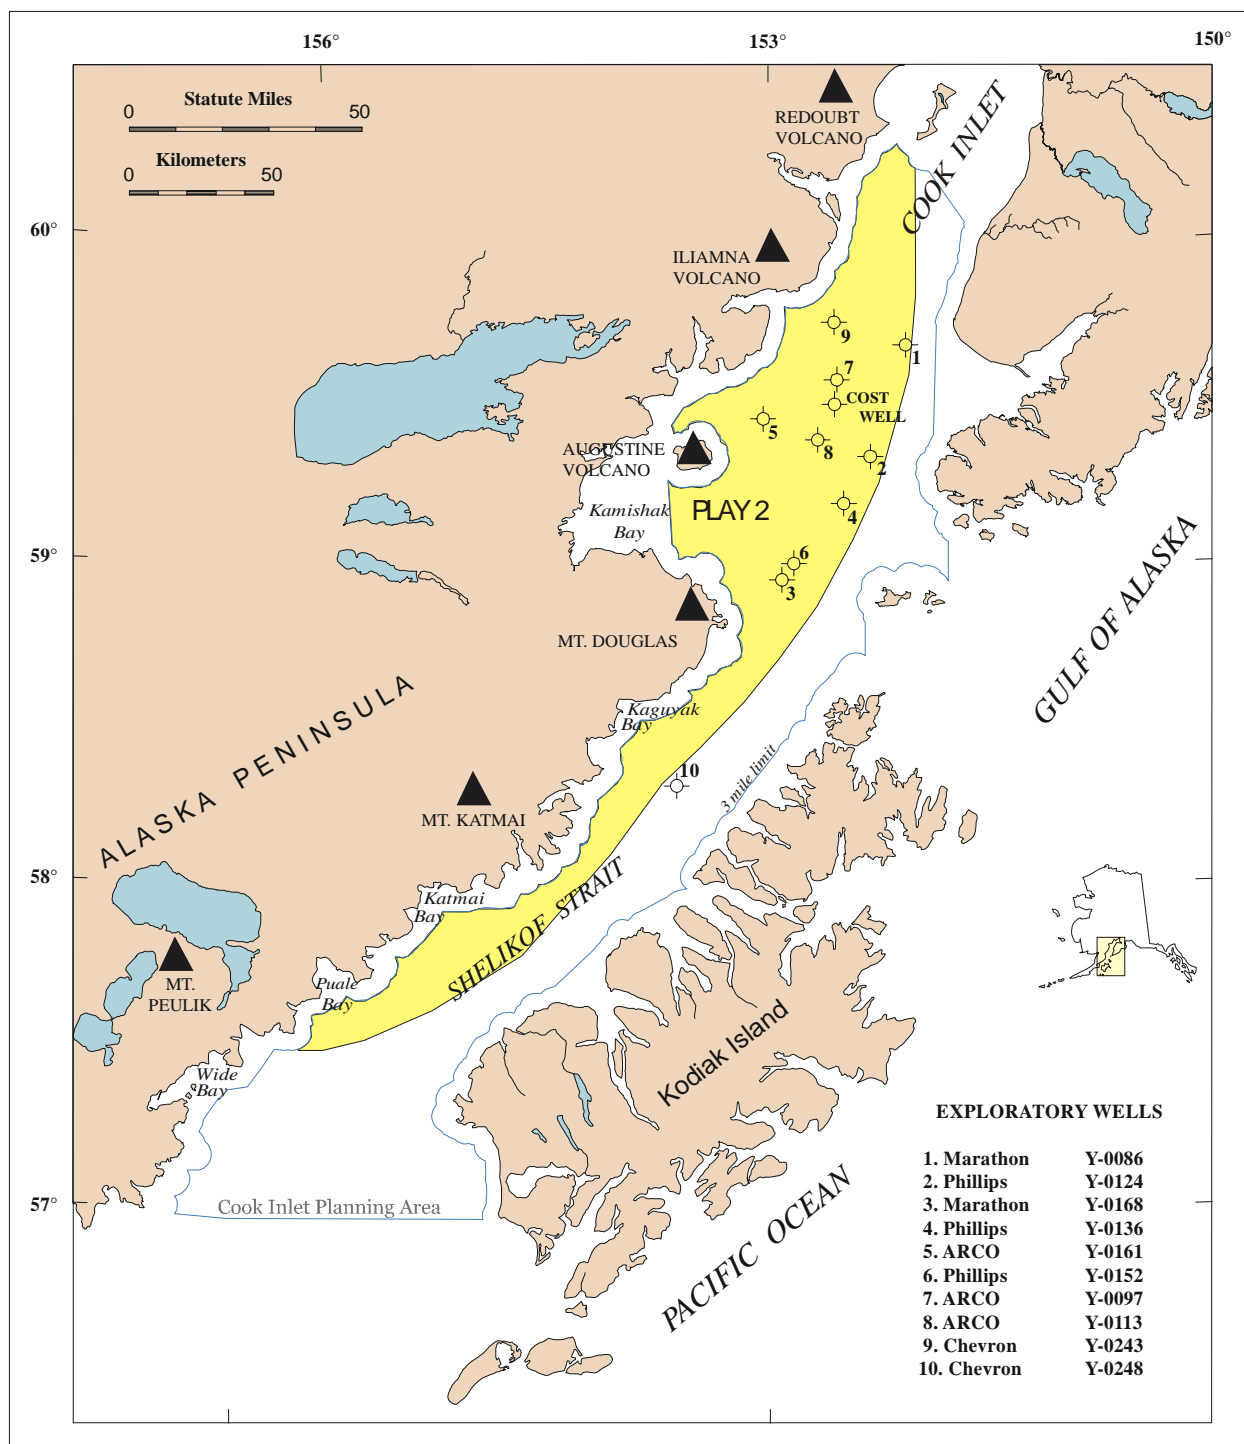 156°
153°
150°
Statute Miles
0
50
Kilometers
0
50
REDOUBT
VOLCANO
COOK INLET
60°
ILIAMNA
VOLCANO
9
1
7
COST
WELL
5
8
2
AUGUSTINE
VOLCANO
PLAY 2
Kamishak
Bay
4
59°
6
3
MT. DOUGLAS
GULF OF ALASKA
ALASKA PENINSULA
Kaguyak
Bay
10
3 mile limit
MT. KATMAI
58°
Katmai
Bay
SHELIKOF STRAIT
MT.
PEULIK
Puale
Bay
Kodiak Island
Wide
Bay
57°
Cook Inlet Planning Area
PACIFIC OCEAN
EXPLORATORY WELLS
1. Marathon Y-0086
2. Phillips Y-0124
3. Marathon Y-0168
4. Phillips Y-0136
5. ARCO Y-0161
6. Phillips Y-0152
7. ARCO Y-0097
8. ARCO Y-0113
9. Chevron Y-0243
10. Chevron Y-0248